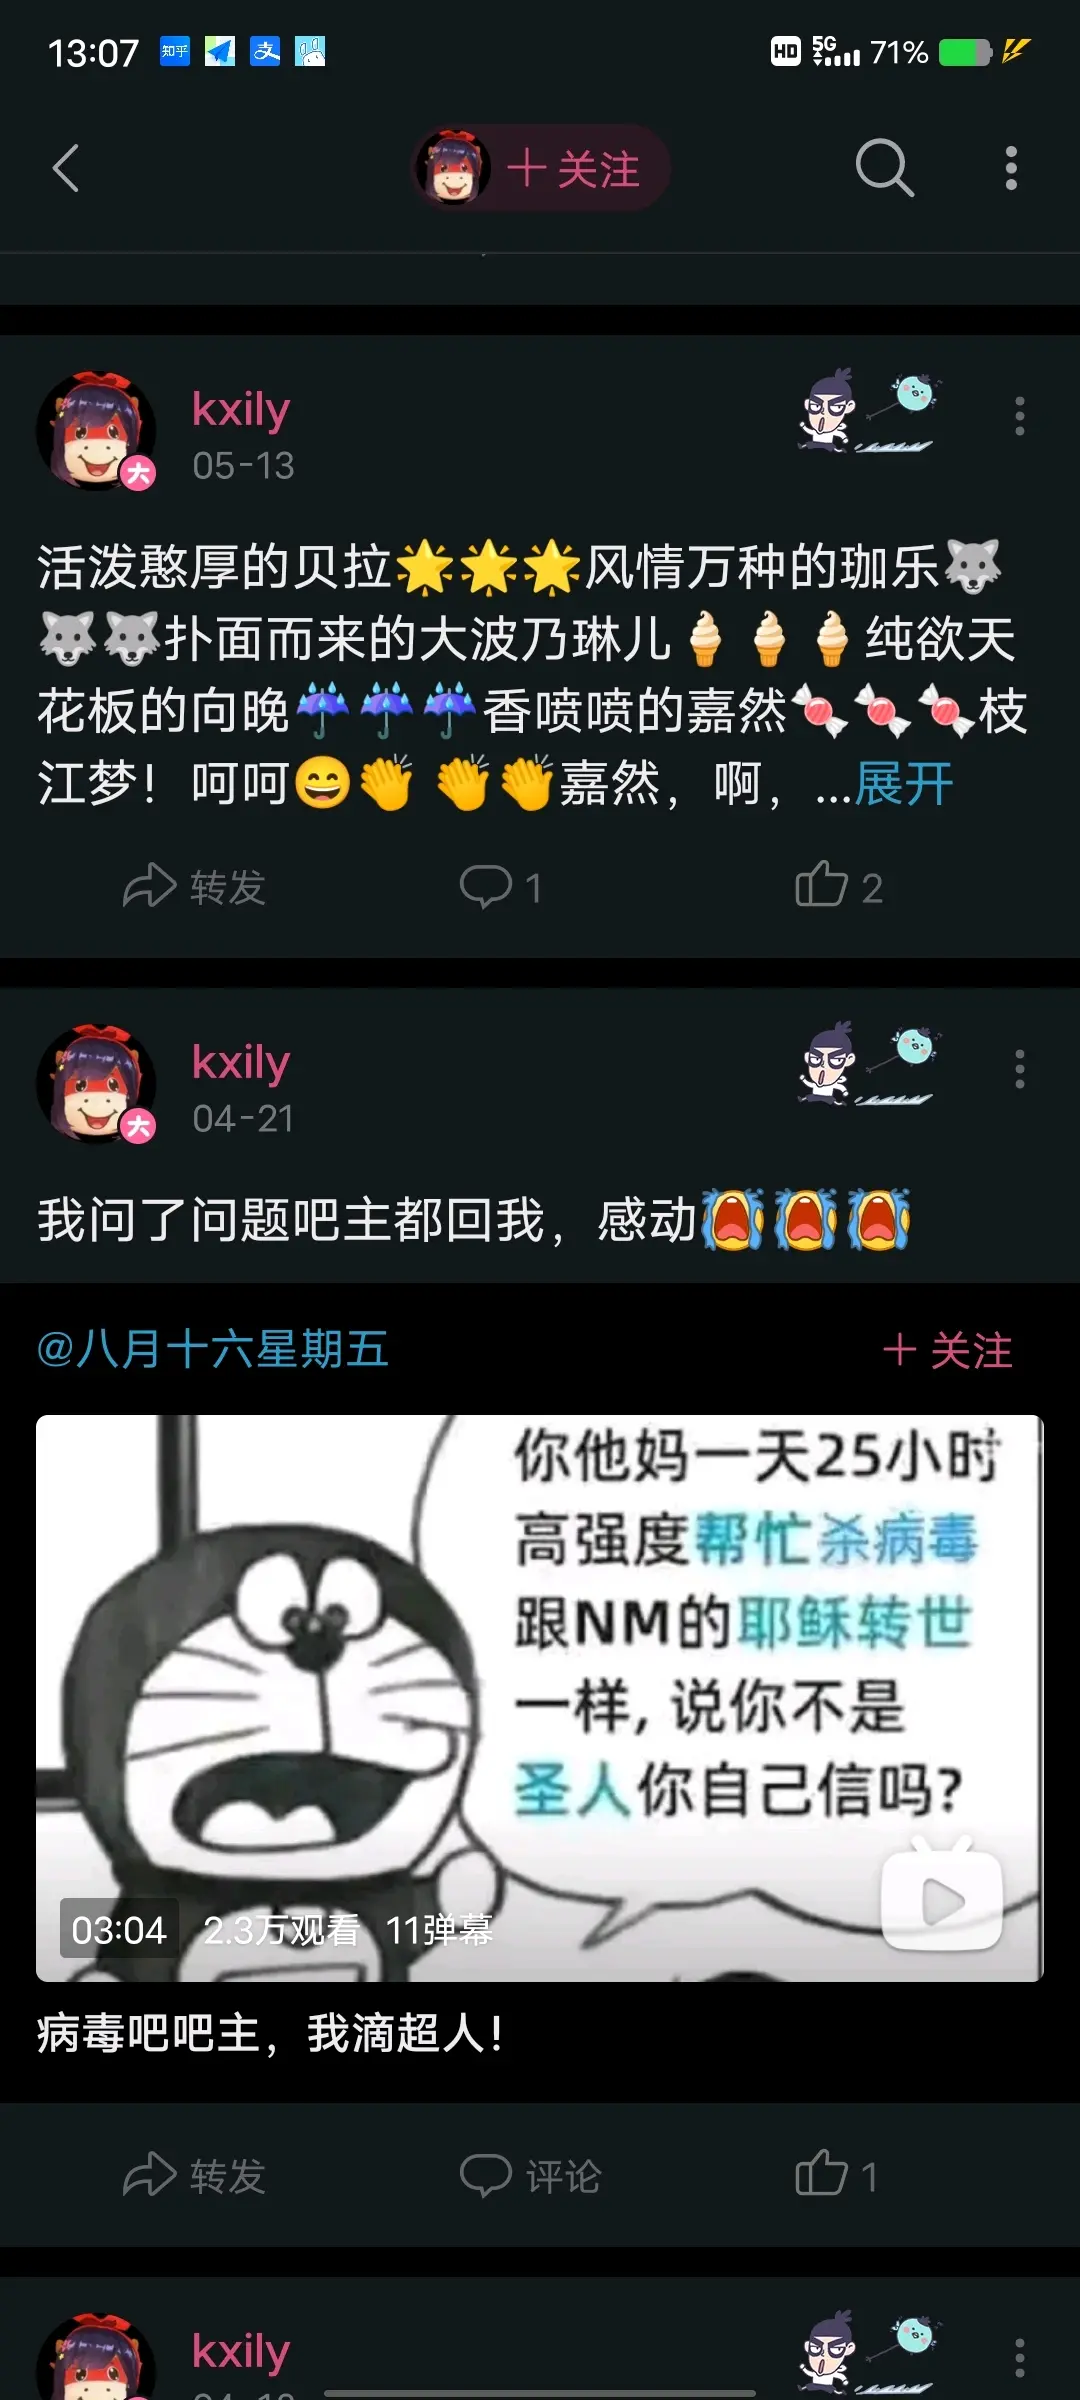 13:07 知乎 支 HD 5G 71%
+ 关注
kxily
05-13
活泼憨厚的贝拉🌟🌟🌟风情万种的珈乐🐺
🐺🐺扑面而来的大波乃琳儿🍦🍦🍦纯欲天
花板的向晚☔☔☔香喷喷的嘉然🍬🍬🍬枝
江梦！呵呵😄👏👏👏嘉然，啊，...展开
转发 1 2
大
kxily
04-21
我问了问题吧主都回我，感动😭😭😭
大
@八月十六星期五 + 关注
你他妈一天25小时
高强度帮忙杀病毒
跟NM的耶稣转世
一样,说你不是
圣人你自己信吗?
03:04 2.3万观看 11弹幕
病毒吧吧主，我滴超人！
转发 评论 1
kxily